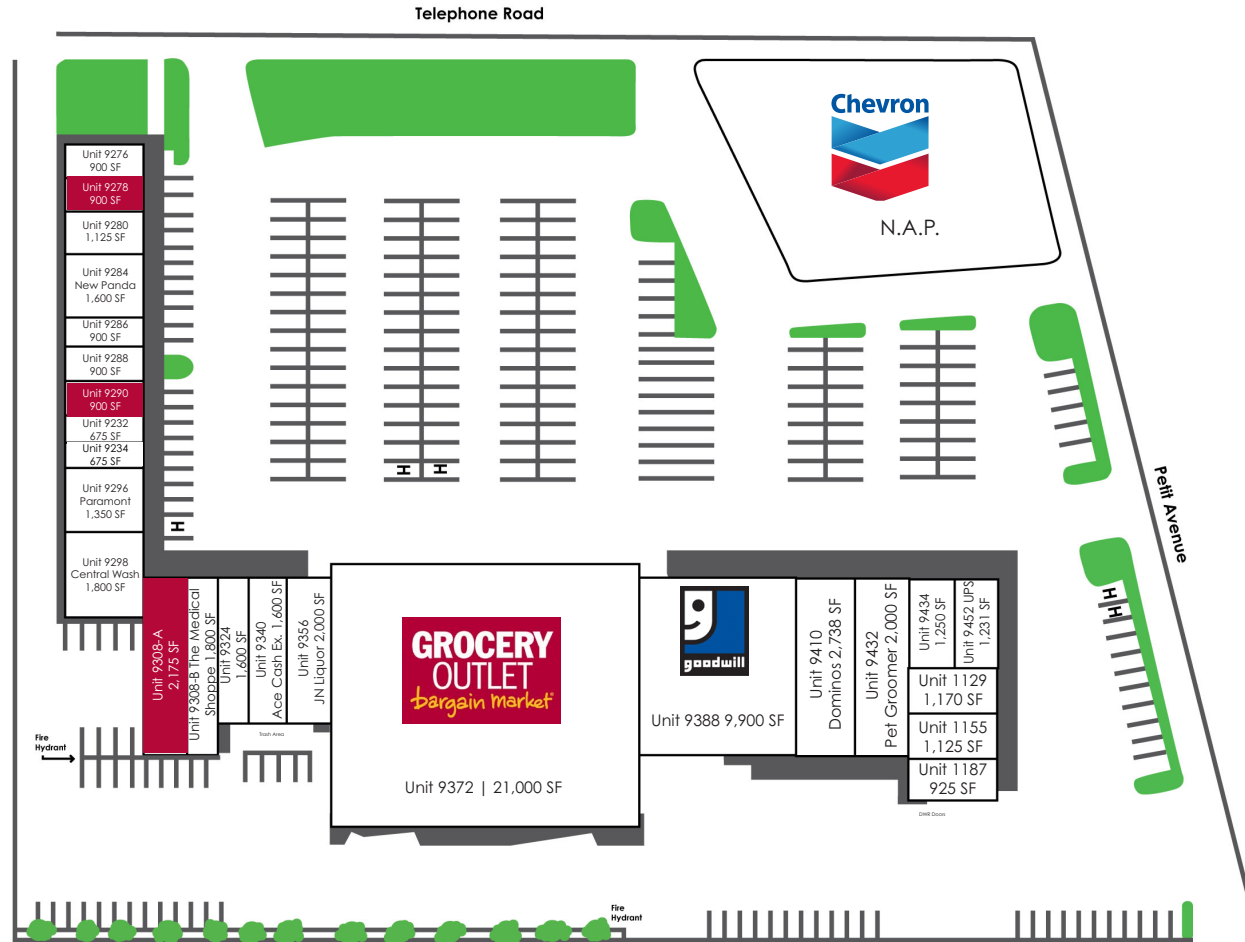 Telephone Road
Chevron
N.A.P.
Unit 9276
900 SF
Unit 9278
900 SF
Unit 9280
1,125 SF
Unit 9284
New Panda
1,600 SF
Unit 9286
900 SF
Unit 9288
900 SF
Unit 9290
900 SF
Unit 9232
675 SF
Unit 9234
675 SF
Unit 9296
Paramont
1,350 SF
Unit 9298
Central Wash
1,800 SF
H
H
H
Petit Avenue
H
H
Unit 9308-A
2,175 SF
Unit 9308-B The Medical
Shoppe 1,800 SF
Unit 9324
1,600 SF
Unit 9340
Ace Cash Ex. 1,600 SF
Unit 9356
JN Liquor 2,000 SF
GROCERY
OUTLET
bargain market
Unit 9372 | 21,000 SF
goodwill
Unit 9388 9,900 SF
Unit 9410
Dominos 2,738 SF
Unit 9432
Pet Groomer 2,000 SF
Unit 9434
1,250 SF
Unit 9452 UPS
1,231 SF
Unit 1129
1,170 SF
Unit 1155
1,125 SF
Unit 1187
925 SF
Trash Area
Fire
Hydrant
DWR Doors
Fire
Hydrant